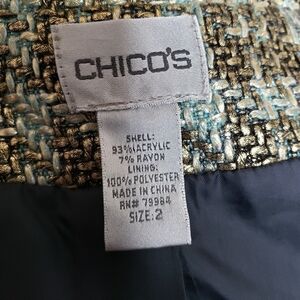 CHICO'S
SHELL:
93% ACRYLIC
7% RAYON
LINING:
100% POLYESTER
MADE IN CHINA
RN# 79984
SIZE: 2